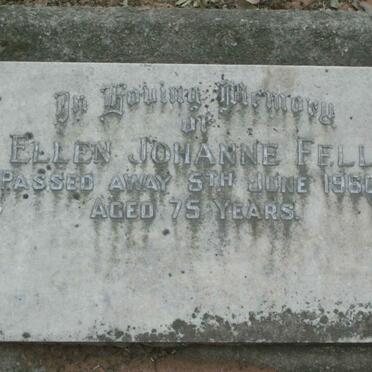 In Loving Memory
of
ELLEN JOHANNE FELL
PASSED AWAY 5TH JUNE 1960
AGED 75 YEARS.